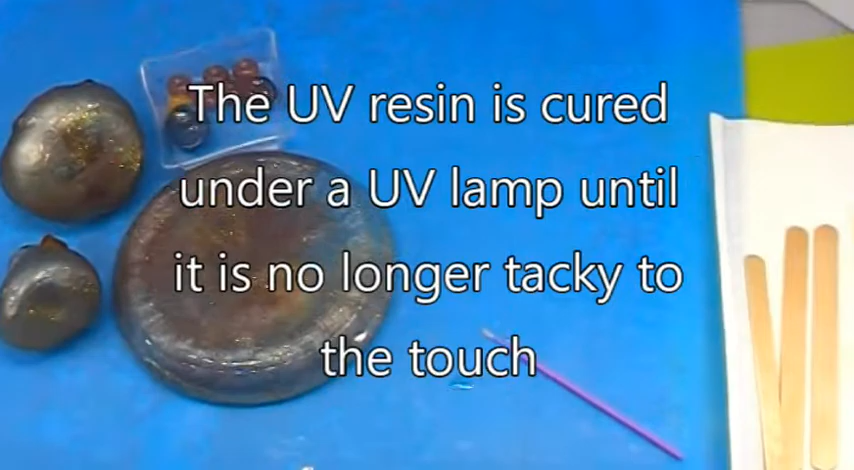 The UV resin is cured
under a UV lamp until
it is no longer tacky to
the touch